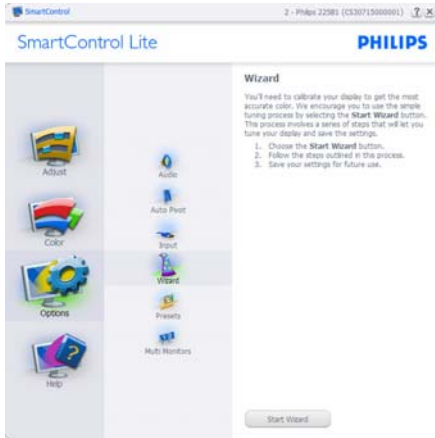 SmartControl
2 - Philips 225B1 (CS30715000001)
SmartControl Lite
PHILIPS
Adjust
Color
Options
Help
Audio
Auto Pivot
Input
Wizard
Presets
Multi Monitors
Wizard
You'll need to calibrate your display to get the most
accurate color. We encourage you to use the simple
tuning process by selecting the Start Wizard button.
This process involves a series of steps that will let you
tune your display and save the settings.
1. Choose the Start Wizard button.
2. Follow the steps outlined in this process.
3. Save your settings for future use.
Start Wizard